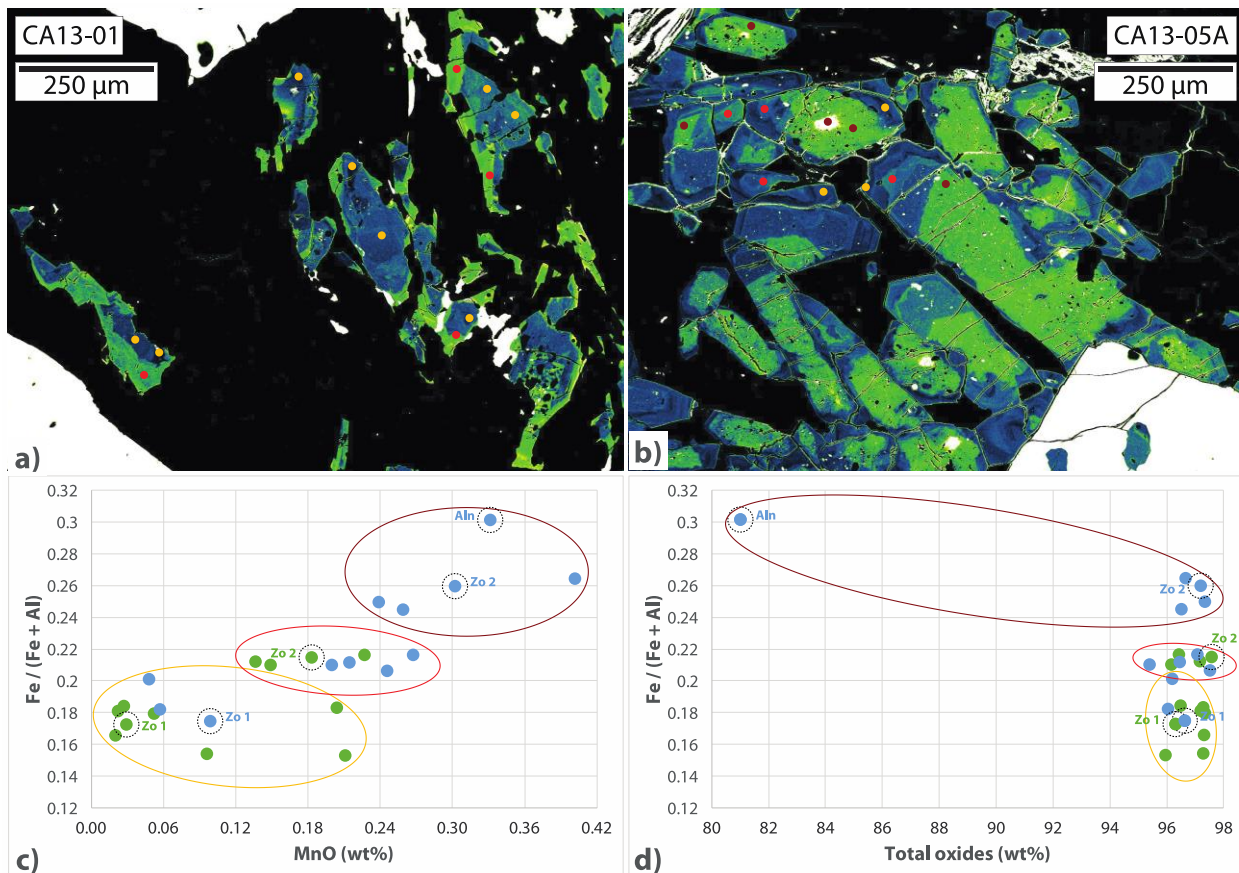 CA13-01
250 µm
a)
CA13-05A
250 µm
b)
0.32
0.3
0.28
0.26
0.24
0.22
0.2
0.18
0.16
0.14
0.12
Fe / (Fe + Al)
Aln
Zo 2
Zo 2
Zo 1
Zo 1
0.00 0.06 0.12 0.18 0.24 0.30 0.36 0.42
MnO (wt%)
c)
0.32
0.3
0.28
0.26
0.24
0.22
0.2
0.18
0.16
0.14
0.12
Fe / (Fe + Al)
Aln
Zo 2
Zo 2
Zo 1
Zo 1
80 82 84 86 88 90 92 94 96 98
Total oxides (wt%)
d)